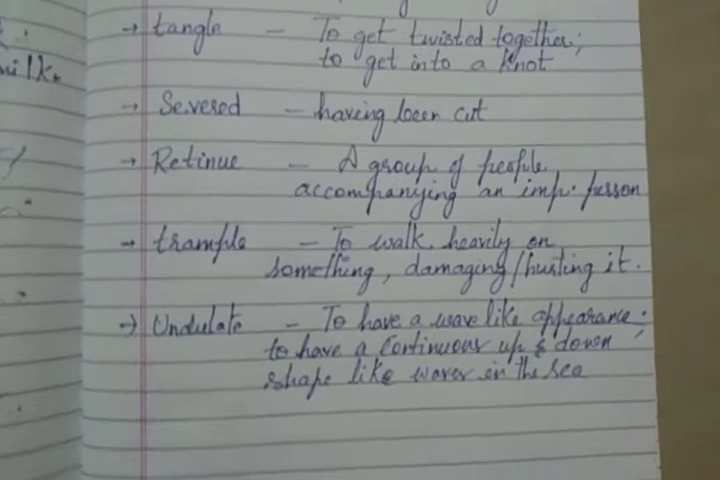 milk.
→ tangle - To get twisted together;
to get into a knot
→ Severed - having been cut
→ Retinue - A group of people
accompanying an imp. person
→ trample - To walk heavily on
something, damaging/hurting it.
→ Undulate - To have a wave like appearance;
to have a continuous up & down
shape like waves on the sea